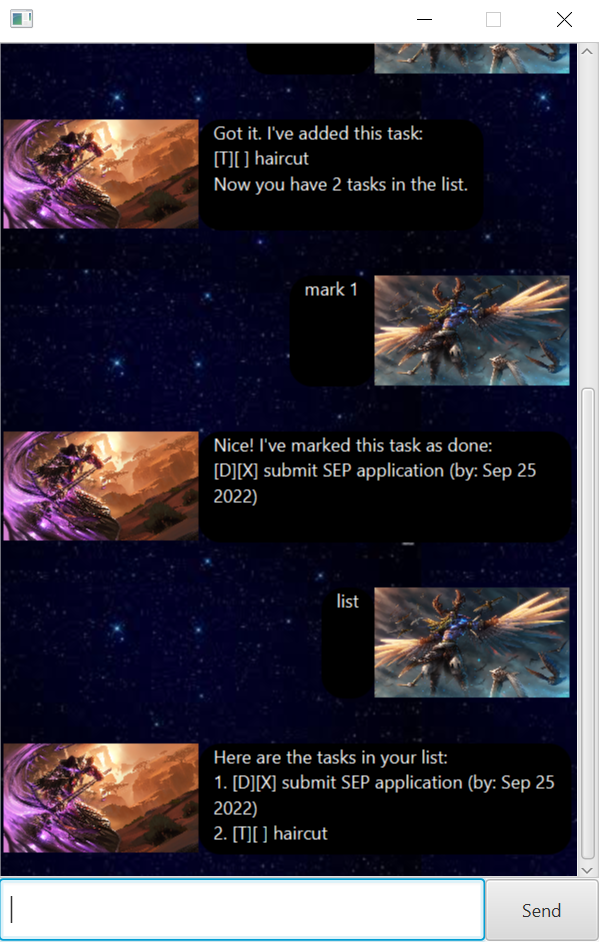 Got it. I've added this task:
[T][ ] haircut
Now you have 2 tasks in the list.
mark 1
Nice! I've marked this task as done:
[D][X] submit SEP application (by: Sep 25
2022)
list
Here are the tasks in your list:
1. [D][X] submit SEP application (by: Sep 25
2022)
2. [T][ ] haircut
Send